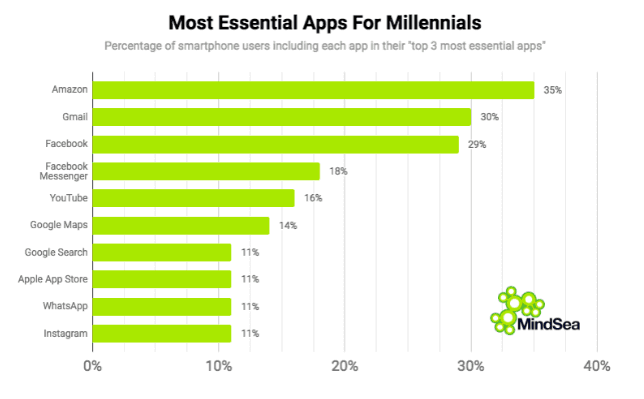 Most Essential Apps For Millennials
Percentage of smartphone users including each app in their "top 3 most essential apps"
Amazon 35%
Gmail 30%
Facebook 29%
Facebook
Messenger 18%
YouTube 16%
Google Maps 14%
Google Search 11%
Apple App Store 11%
WhatsApp 11%
Instagram 11%
MindSea
0% 10% 20% 30% 40%